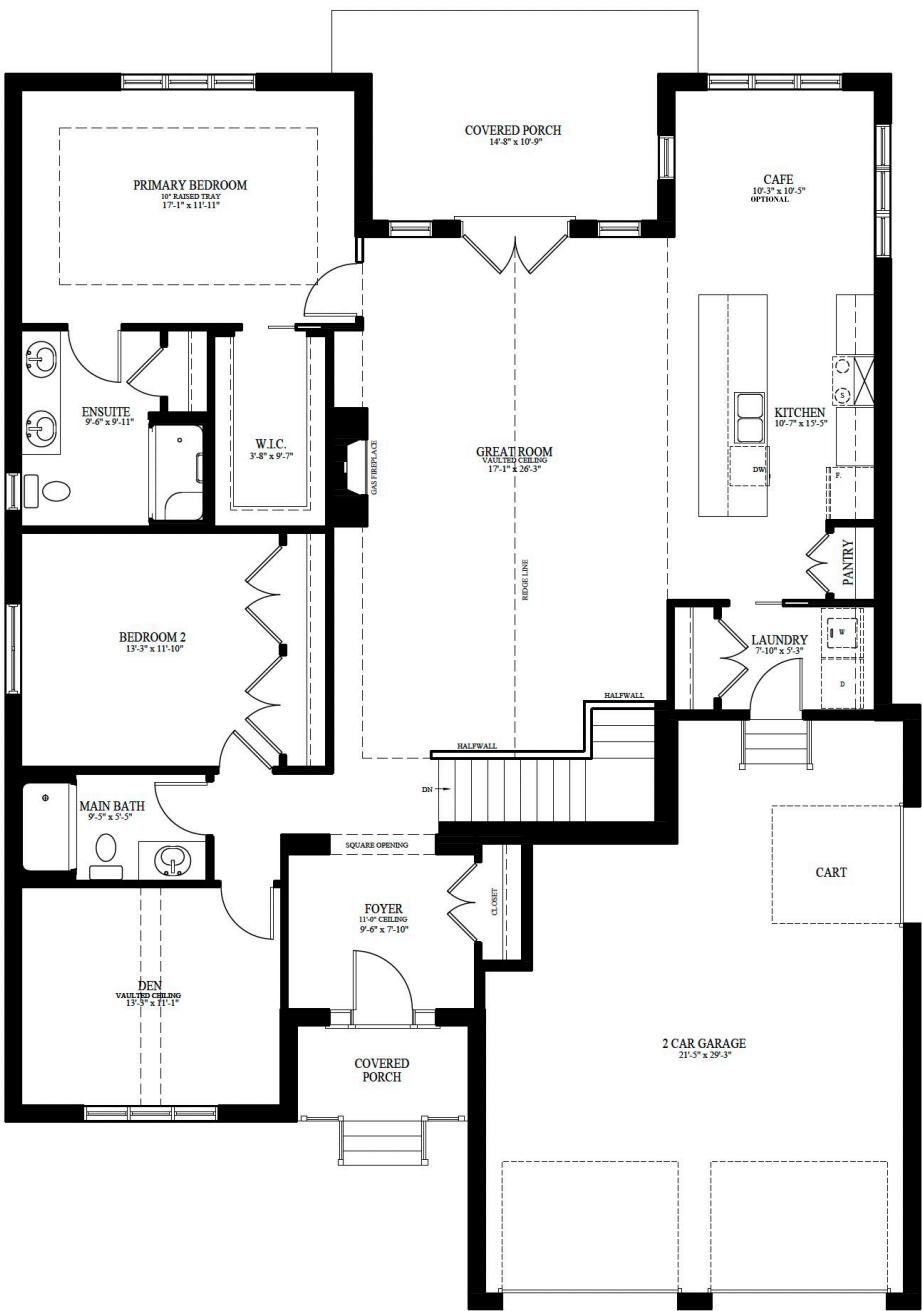 COVERED PORCH
14'-8" x 10'-9"
PRIMARY BEDROOM
10" RAISED TRAY
17'-1" x 11'-11"
CAFE
10'-3" x 10'-5"
OPTIONAL
ENSUITE
9'-6" x 9'-11"
W.I.C.
3'-8" x 9'-7"
GAS FIREPLACE
GREAT ROOM
VAULTED CEILING
17'-1" x 26'-3"
RIDGE LINE
KITCHEN
10'-7" x 15'-5"
S
DW
F.
PANTRY
BEDROOM 2
13'-3" x 11'-10"
LAUNDRY
7'-10" x 5'-3"
W
D
HALFWALL
HALFWALL
DN
MAIN BATH
9'-5" x 5'-5"
SQUARE OPENING
CLOSET
FOYER
11'-0" CEILING
9'-6" x 7'-10"
CART
DEN
VAULTED CEILING
13'-3" x 11'-1"
COVERED
PORCH
2 CAR GARAGE
21'-5" x 29'-3"